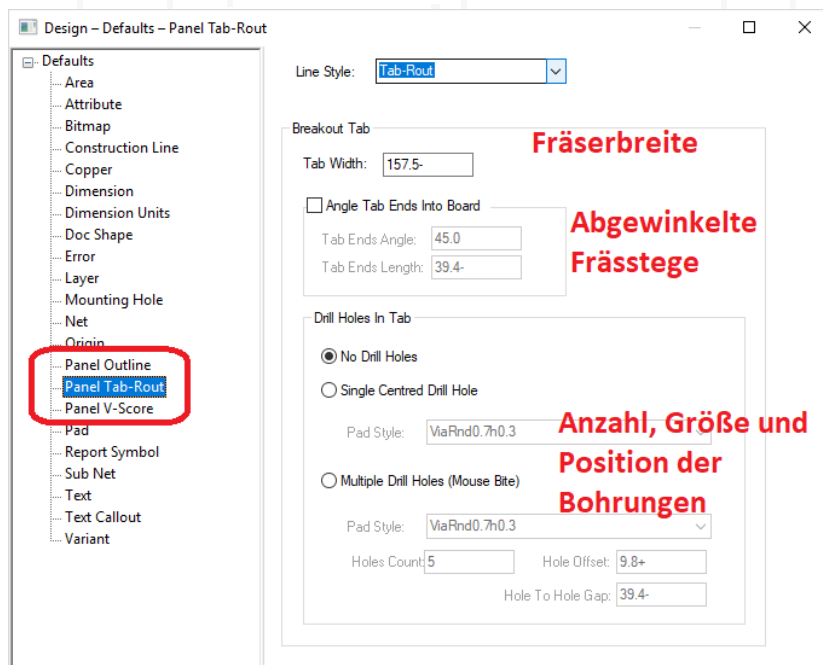 Design – Defaults – Panel Tab-Rout
Defaults
Area
Attribute
Bitmap
Construction Line
Copper
Dimension
Dimension Units
Doc Shape
Error
Layer
Mounting Hole
Net
Origin
Panel Outline
Panel Tab-Rout
Panel V-Score
Pad
Report Symbol
Sub Net
Text
Text Callout
Variant
Line Style: Tab-Rout
Breakout Tab
Fräserbreite
Tab Width: 157.5-
Angle Tab Ends Into Board
Abgewinkelte
Frässtege
Tab Ends Angle: 45.0
Tab Ends Length: 39.4-
Drill Holes In Tab
No Drill Holes
Single Centred Drill Hole
Pad Style: ViaRnd0.7h0.3
Anzahl, Größe und
Position der
Bohrungen
Multiple Drill Holes (Mouse Bite)
Pad Style: ViaRnd0.7h0.3
Holes Count: 5 Hole Offset: 9.8+
Hole To Hole Gap: 39.4-